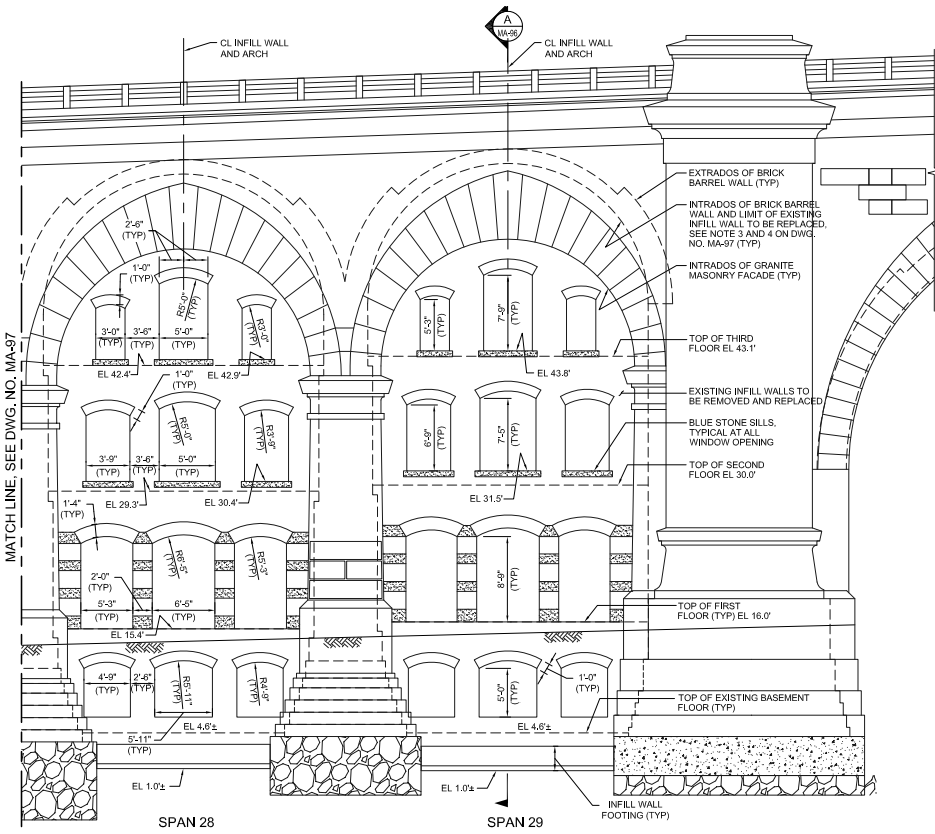 A
MA-96
CL INFILL WALL
AND ARCH
CL INFILL WALL
AND ARCH
EXTRADOS OF BRICK
BARREL WALL (TYP)
INTRADOS OF BRICK BARREL
WALL AND LIMIT OF EXISTING
INFILL WALL TO BE REPLACED,
SEE NOTE 3 AND 4 ON DWG.
NO. MA-97 (TYP)
INTRADOS OF GRANITE
MASONRY FACADE (TYP)
2'-6"
(TYP)
1'-0"
(TYP)
R5'-0"
(TYP)
3'-0"
(TYP)
3'-6"
(TYP)
5'-0"
(TYP)
R3'-0"
(TYP)
5'-3"
(TYP)
7'-9"
(TYP)
TOP OF THIRD
FLOOR EL 43.1'
EL 42.4'
EL 42.9'
EL 43.8'
MATCH LINE, SEE DWG. NO. MA-97
1'-0"
(TYP)
R5'-0"
(TYP)
R3'-9"
(TYP)
3'-9"
(TYP)
3'-6"
(TYP)
5'-0"
(TYP)
6'-9"
(TYP)
7'-5"
(TYP)
EXISTING INFILL WALLS TO
BE REMOVED AND REPLACED
BLUE STONE SILLS,
TYPICAL AT ALL
WINDOW OPENING
TOP OF SECOND
FLOOR EL 30.0'
EL 29.3'
EL 30.4'
EL 31.5'
1'-4"
(TYP)
R6'-5"
(TYP)
R5'-3"
(TYP)
8'-9"
(TYP)
2'-0"
(TYP)
5'-3"
(TYP)
6'-5"
(TYP)
EL 15.4'
TOP OF FIRST
FLOOR (TYP) EL 16.0'
4'-9"
(TYP)
2'-6"
(TYP)
R5'-11"
(TYP)
R4'-9"
(TYP)
5'-0"
(TYP)
1'-0"
(TYP)
TOP OF EXISTING BASEMENT
FLOOR (TYP)
5'-11"
(TYP)
EL 4.6'±
EL 4.6'±
EL 1.0'±
EL 1.0'±
INFILL WALL
FOOTING (TYP)
SPAN 28
SPAN 29